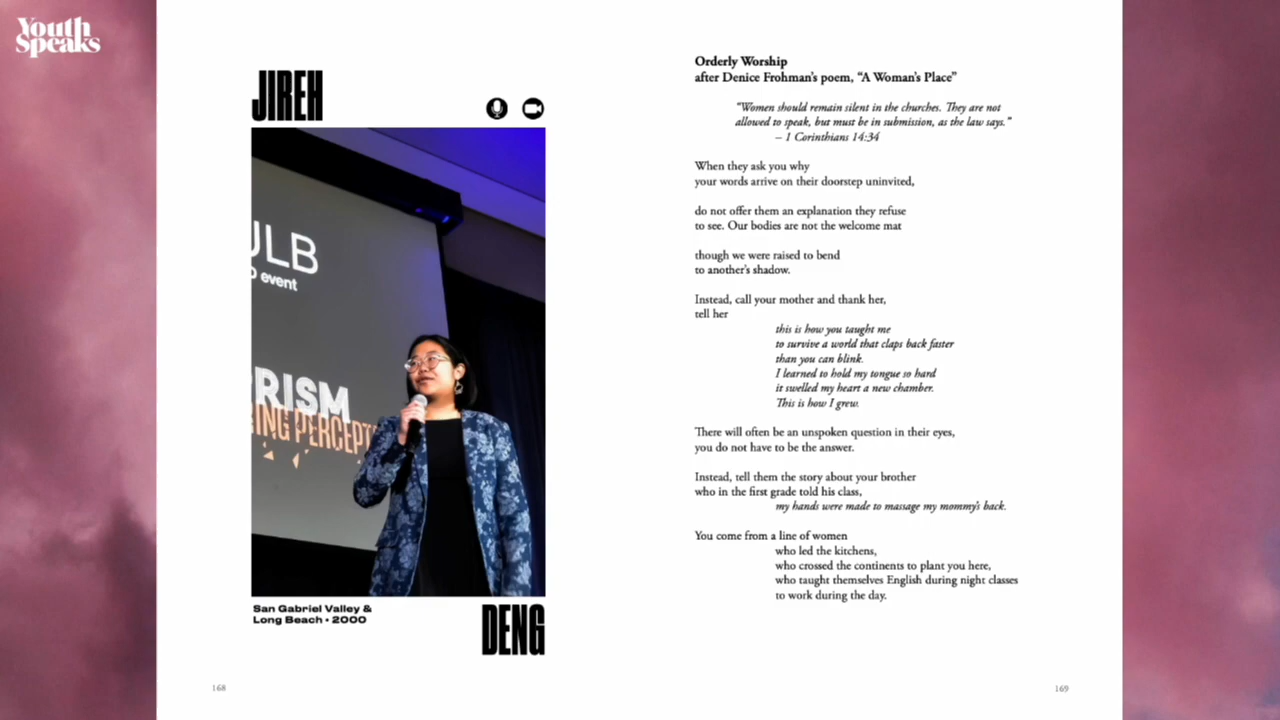 Youth
Speaks
JIREH
ULB
event
PRISM
ING PERCEPT
San Gabriel Valley &
Long Beach • 2000
DENG
168
Orderly Worship
after Denice Frohman's poem, “A Woman's Place”
“Women should remain silent in the churches. They are not
allowed to speak, but must be in submission, as the law says.”
– 1 Corinthians 14:34
When they ask you why
your words arrive on their doorstep uninvited,
do not offer them an explanation they refuse
to see. Our bodies are not the welcome mat
though we were raised to bend
to another's shadow.
Instead, call your mother and thank her,
tell her
this is how you taught me
to survive a world that claps back faster
than you can blink.
I learned to hold my tongue so hard
it swelled my heart a new chamber.
This is how I grew.
There will often be an unspoken question in their eyes,
you do not have to be the answer.
Instead, tell them the story about your brother
who in the first grade told his class,
my hands were made to massage my mommy's back.
You come from a line of women
who led the kitchens,
who crossed the continents to plant you here,
who taught themselves English during night classes
to work during the day.
169